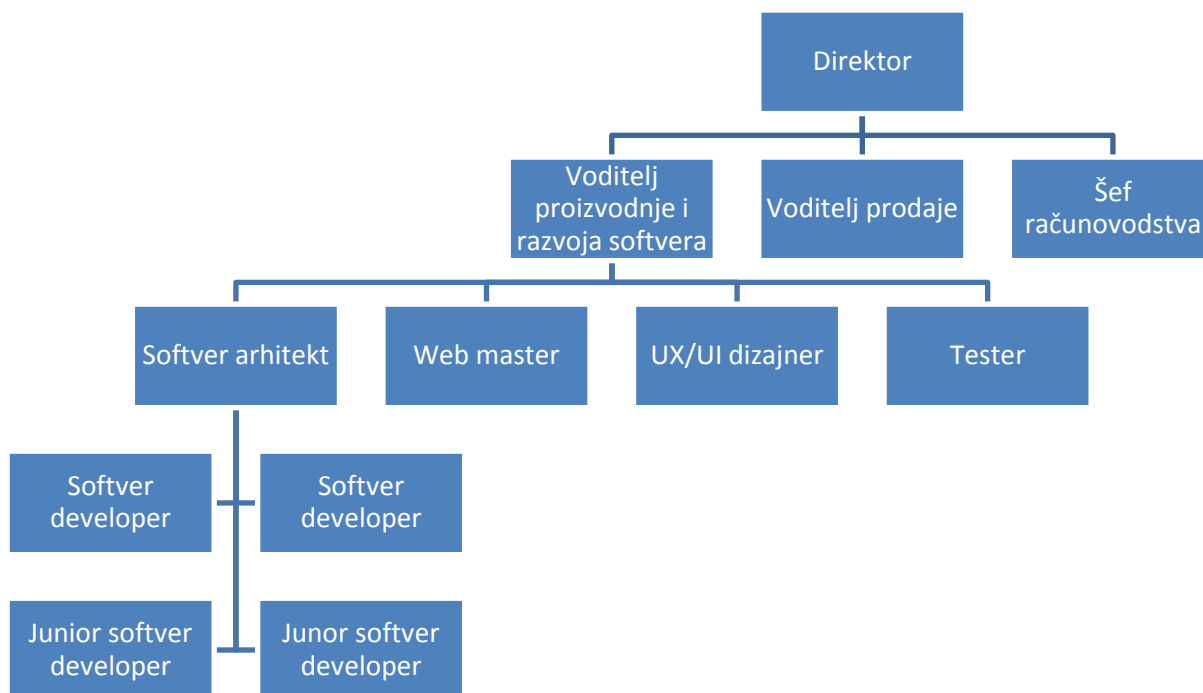 Direktor
Voditelj
proizvodnje i
razvoja softvera
Voditelj prodaje
Šef
računovodstva
Softver arhitekt
Web master
UX/UI dizajner
Tester
Softver
developer
Softver
developer
Junior softver
developer
Junor softver
developer